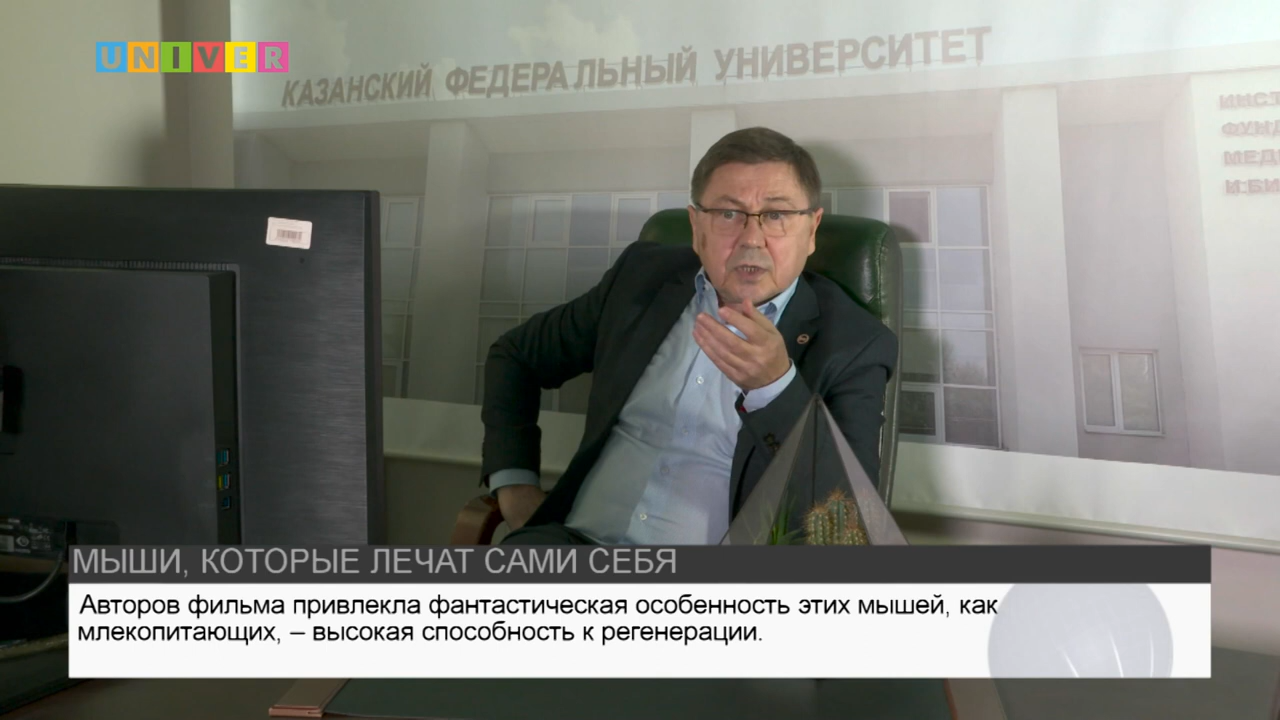 UNIVER
КАЗАНСКИЙ ФЕДЕРАЛЬНЫЙ УНИВЕРСИТЕТ
МЫШИ, КОТОРЫЕ ЛЕЧАТ САМИ СЕБЯ
Авторов фильма привлекла фантастическая особенность этих мышей, как
млекопитающих, – высокая способность к регенерации.